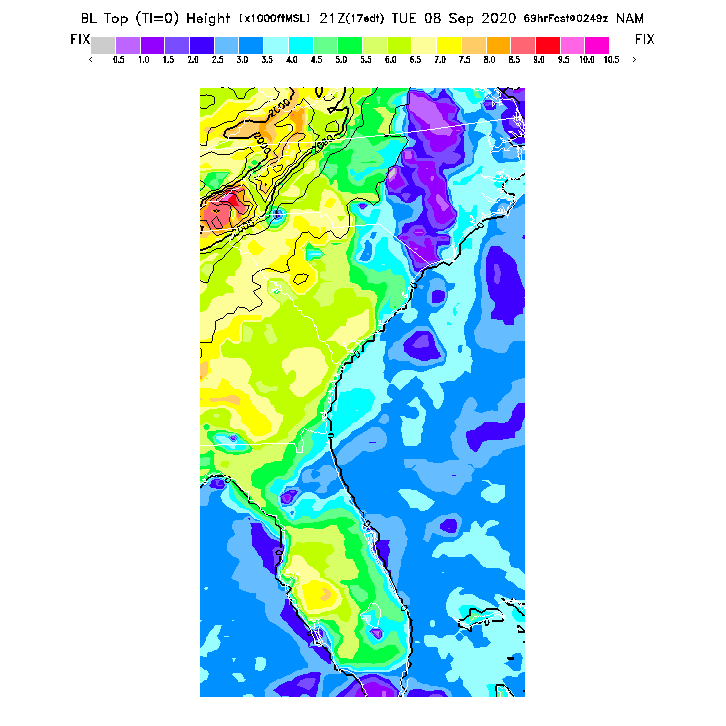 BL Top (TI=0) Height [x1000ftMSL] 21Z(17edt) TUE 08 Sep 2020 69hrFcst@0249z NAM
FIX FIX
< 0.5 1.0 1.5 2.0 2.5 3.0 3.5 4.0 4.5 5.0 5.5 6.0 6.5 7.0 7.5 8.0 8.5 9.0 9.5 10.0 10.5 >
2000
2000